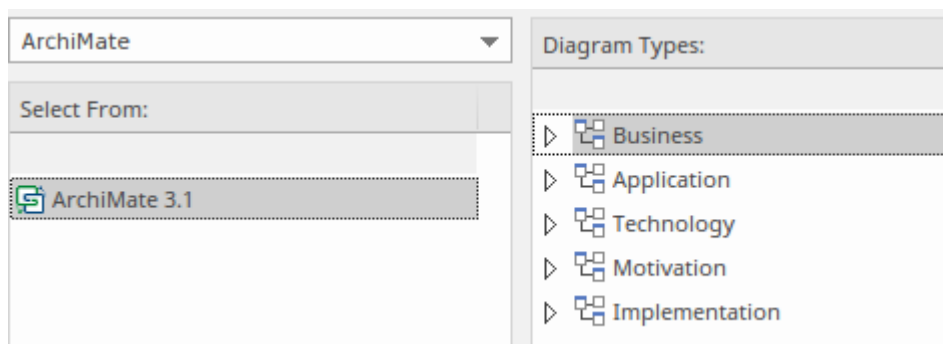 ArchiMate
Select From:
ArchiMate 3.1
Diagram Types:
Business
Application
Technology
Motivation
Implementation